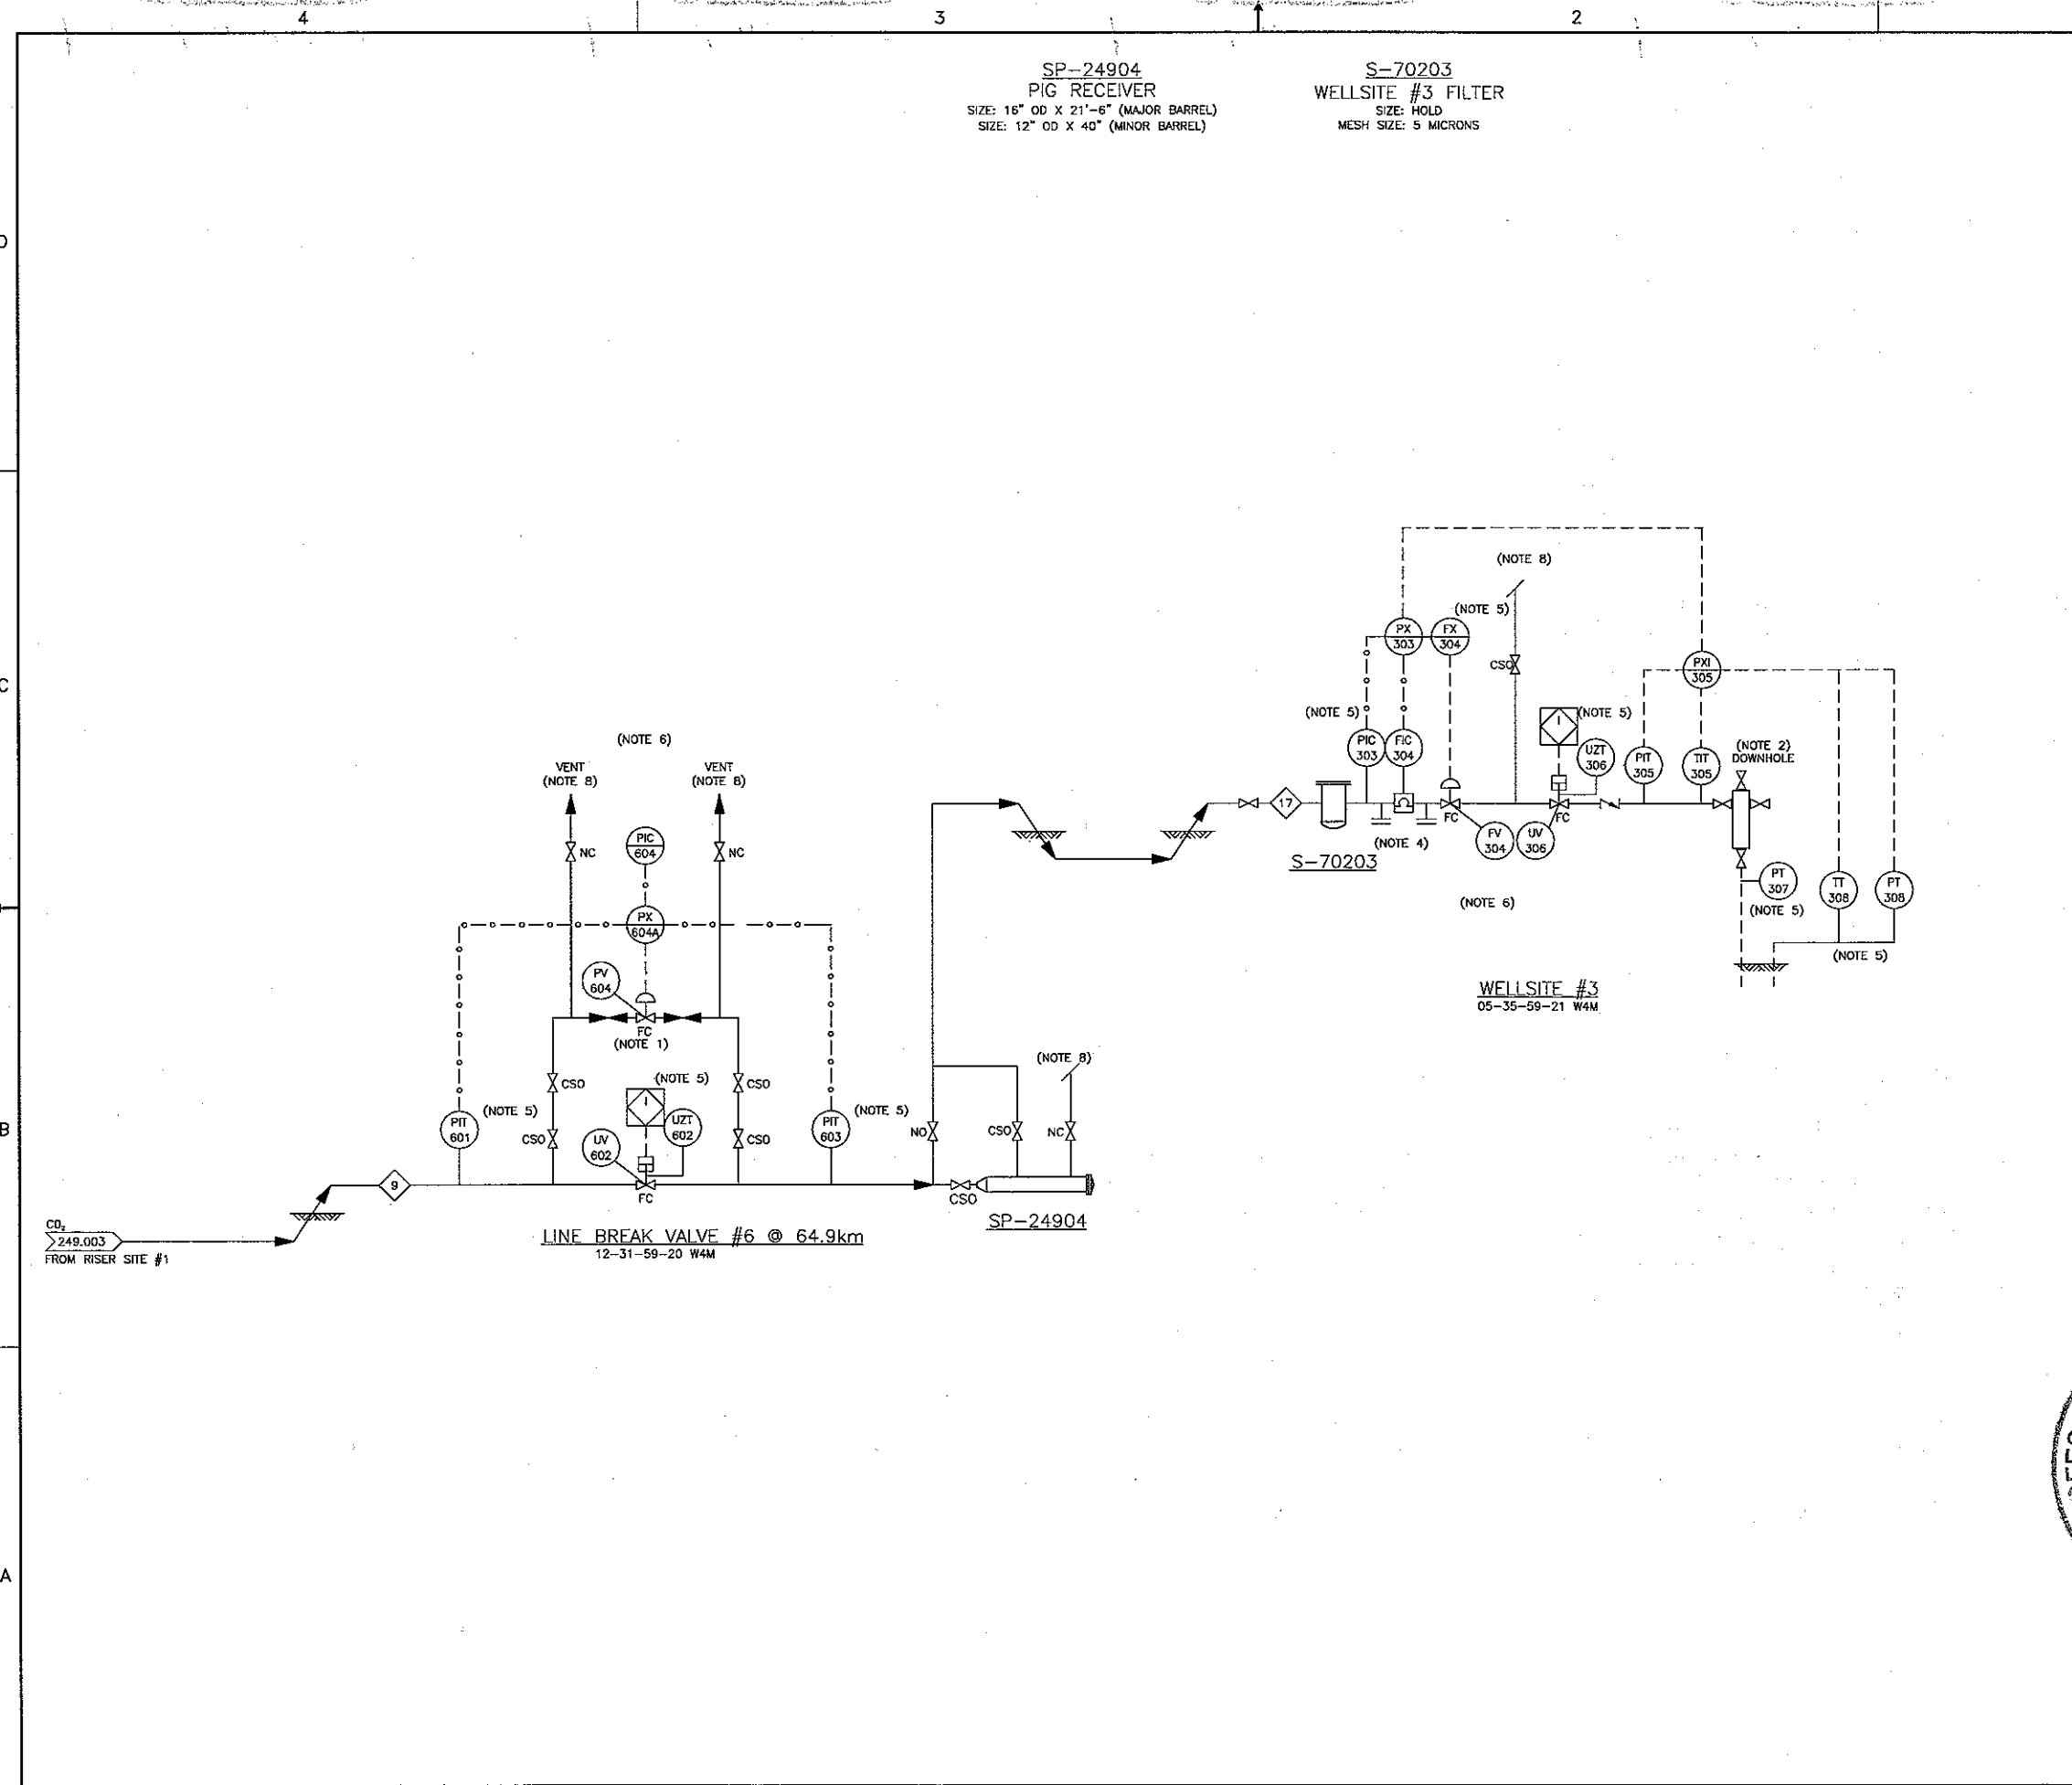 4
3
2
D
C
B
A
SP-24904
PIG RECEIVER
SIZE: 16" OD X 21'-6" (MAJOR BARREL)
SIZE: 12" OD X 40" (MINOR BARREL)
S-70203
WELLSITE #3 FILTER
SIZE: HOLD
MESH SIZE: 5 MICRONS
(NOTE 8)
(NOTE 5)
PX
303
FX
304
CSO
PXI
305
(NOTE 5)
(NOTE 5)
I
PIC
303
FIC
304
UZT
306
PIT
305
TIT
305
(NOTE 2)
DOWNHOLE
17
FC
FC
(NOTE 4)
FV
304
UV
306
S-70203
PT
307
(NOTE 5)
TT
308
PT
308
(NOTE 6)
(NOTE 5)
WELLSITE #3
05-35-59-21 W4M
(NOTE 6)
VENT
(NOTE 8)
VENT
(NOTE 8)
NC
PIC
604
NC
PX
604A
PV
604
FC
(NOTE 1)
CSO
(NOTE 5)
CSO
I
(NOTE 5)
PIT
601
CSO
UV
602
UZT
602
CSO
PIT
603
(NOTE 5)
NO
CSO
NC
(NOTE 8)
9
FC
CSO
SP-24904
CO₂
249.003
FROM RISER SITE #1
LINE BREAK VALVE #6 @ 64.9km
12-31-59-20 W4M